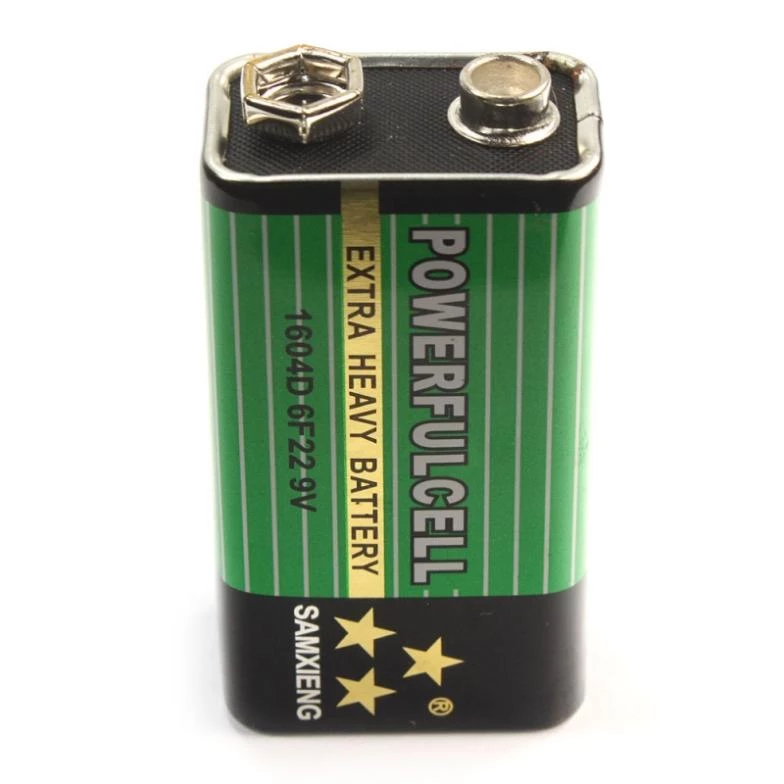 POWERFULCELL
EXTRA HEAVY BATTERY
1604D 6F22 9V
®
SAMXIENG